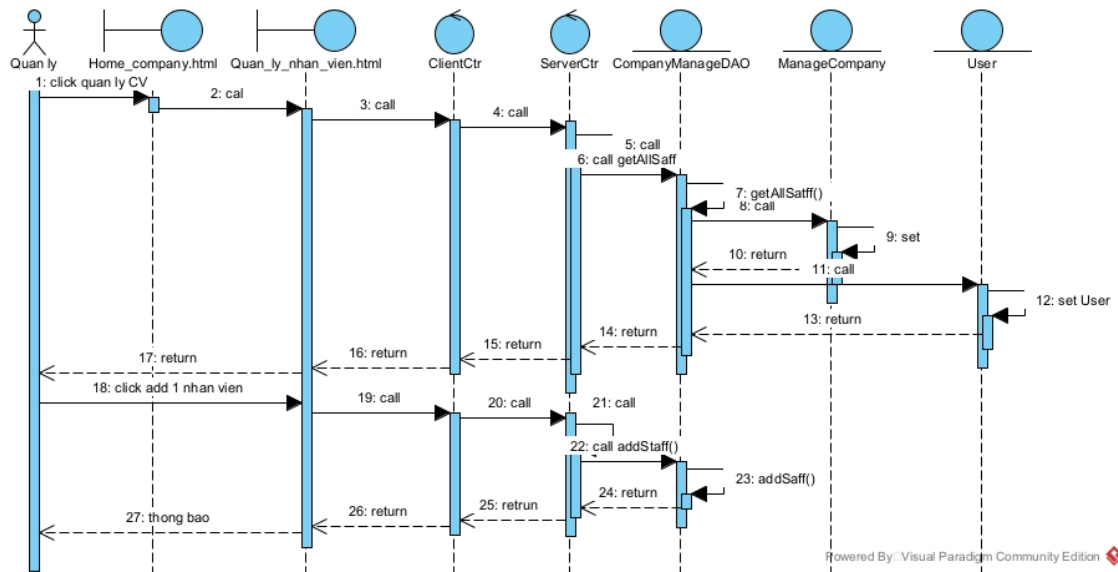 Quan ly
Home_company.html
Quan_ly_nhan_vien.html
ClientCtr
ServerCtr
CompanyManageDAO
ManageCompany
User
1: click quan ly CV
2: cal
3: call
4: call
5: call
6: call getAllSaff
7: getAllSatff()
8: call
9: set
10: return
11: call
12: set User
13: return
14: return
15: return
16: return
17: return
18: click add 1 nhan vien
19: call
20: call
21: call
22: call addStaff()
23: addSaff()
24: return
25: retrun
26: return
27: thong bao
Powered By Visual Paradigm Community Edition